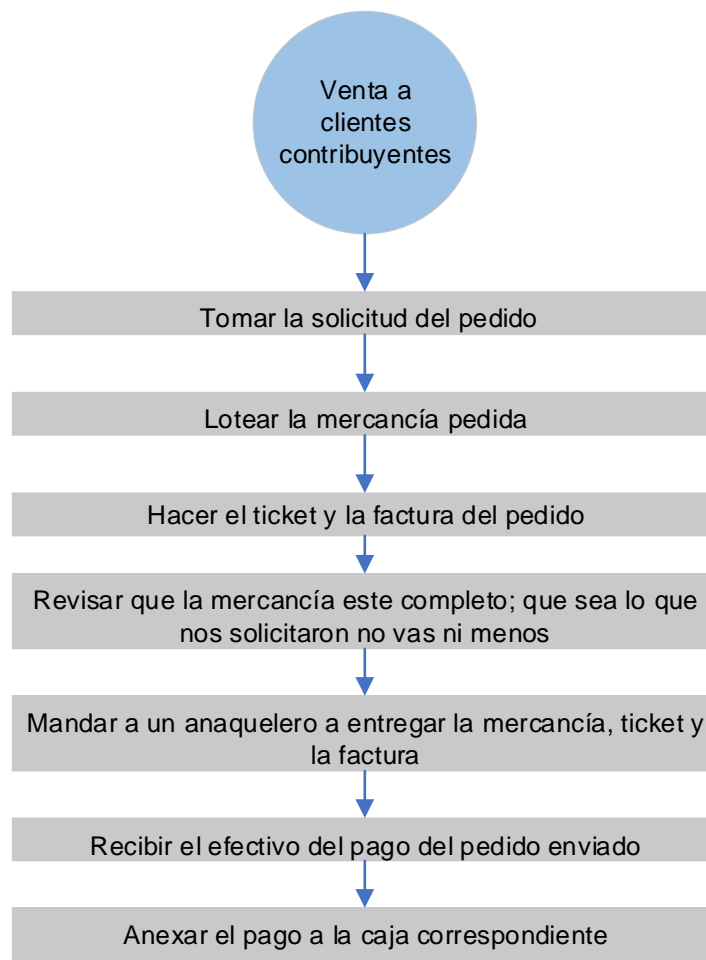 Venta a
clientes
contribuyentes
Tomar la solicitud del pedido
Lotear la mercancía pedida
Hacer el ticket y la factura del pedido
Revisar que la mercancía este completo; que sea lo que
nos solicitaron no vas ni menos
Mandar a un anaquelero a entregar la mercancía, ticket y
la factura
Recibir el efectivo del pago del pedido enviado
Anexar el pago a la caja correspondiente